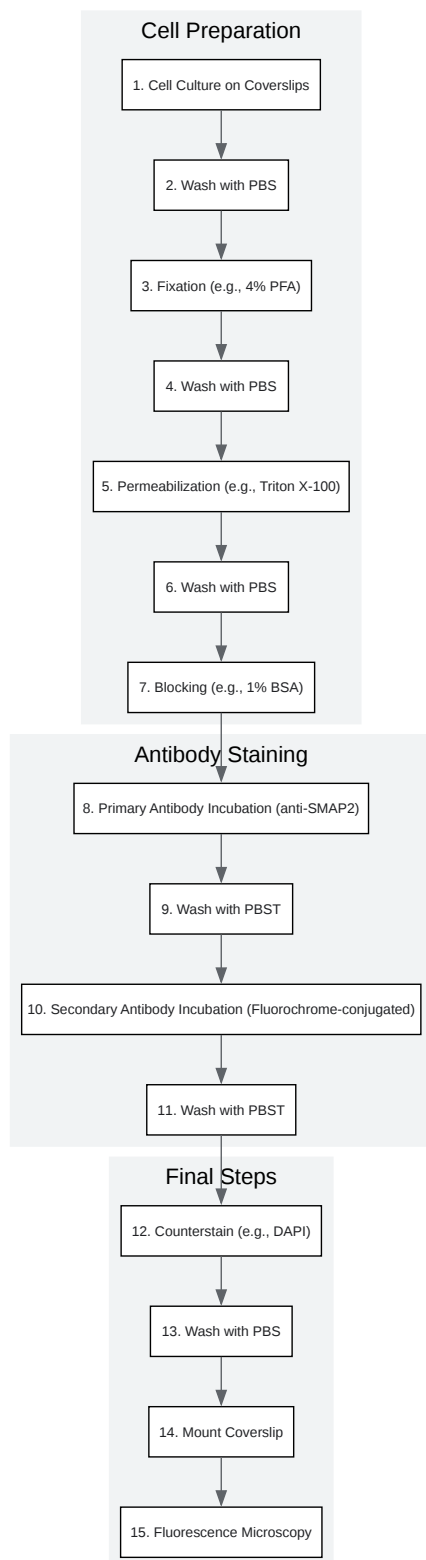 Cell Preparation
1. Cell Culture on Coverslips
2. Wash with PBS
3. Fixation (e.g., 4% PFA)
4. Wash with PBS
5. Permeabilization (e.g., Triton X-100)
6. Wash with PBS
7. Blocking (e.g., 1% BSA)
Antibody Staining
8. Primary Antibody Incubation (anti-SMAP2)
9. Wash with PBST
10. Secondary Antibody Incubation (Fluorochrome-conjugated)
11. Wash with PBST
Final Steps
12. Counterstain (e.g., DAPI)
13. Wash with PBS
14. Mount Coverslip
15. Fluorescence Microscopy